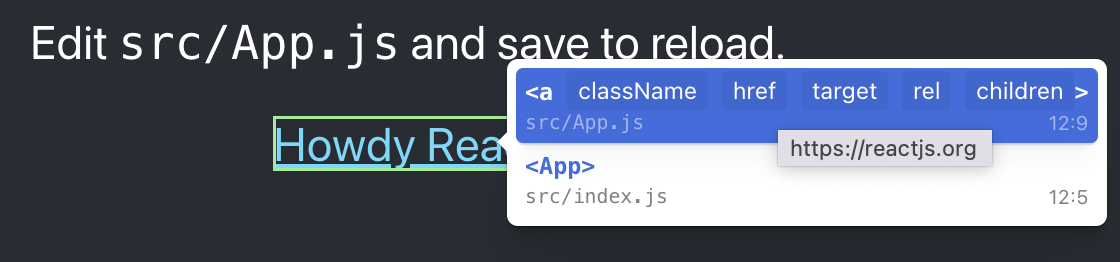 Edit src/App.js and save to reload.
Howdy Rea
<a className href target rel children>
src/App.js 12:9
https://reactjs.org
<App>
src/index.js 12:5